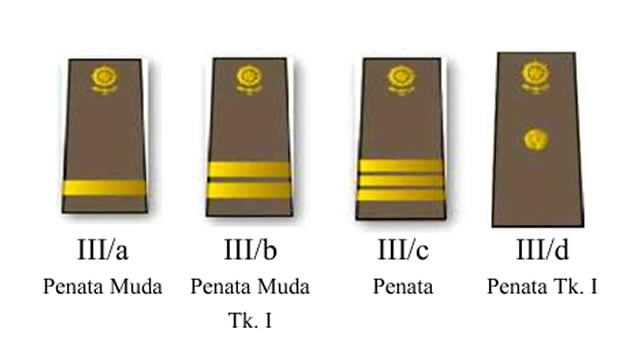 III/a III/b III/c III/d
Penata Muda Penata Muda Penata Penata Tk. I
Tk. I